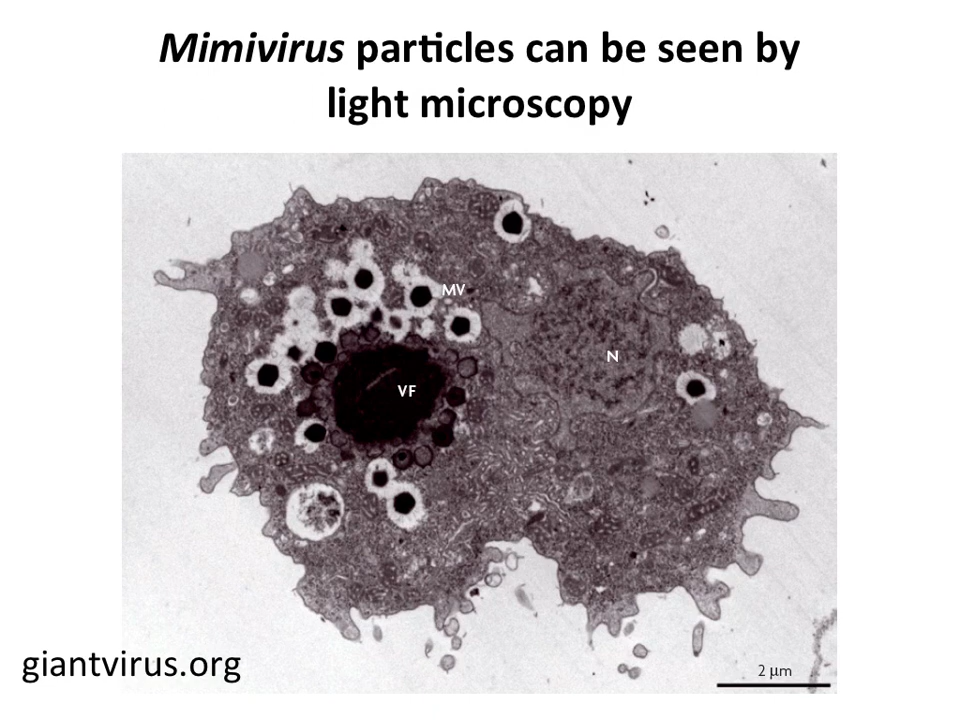 Mimivirus particles can be seen by
light microscopy
MV
N
VF
giantvirus.org
2 μm